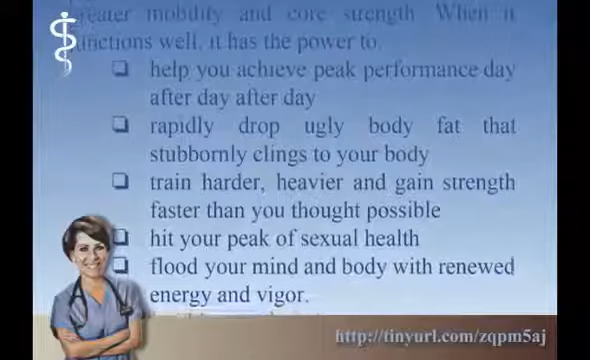 greater mobility and core strength When it
functions well, it has the power to.
❑ help you achieve peak performance day
after day after day
❑ rapidly drop ugly body fat that
stubbornly clings to your body
❑ train harder, heavier and gain strength
faster than you thought possible
❑ hit your peak of sexual health
❑ flood your mind and body with renewed
energy and vigor.
http://tinyurl.com/zqpm5aj